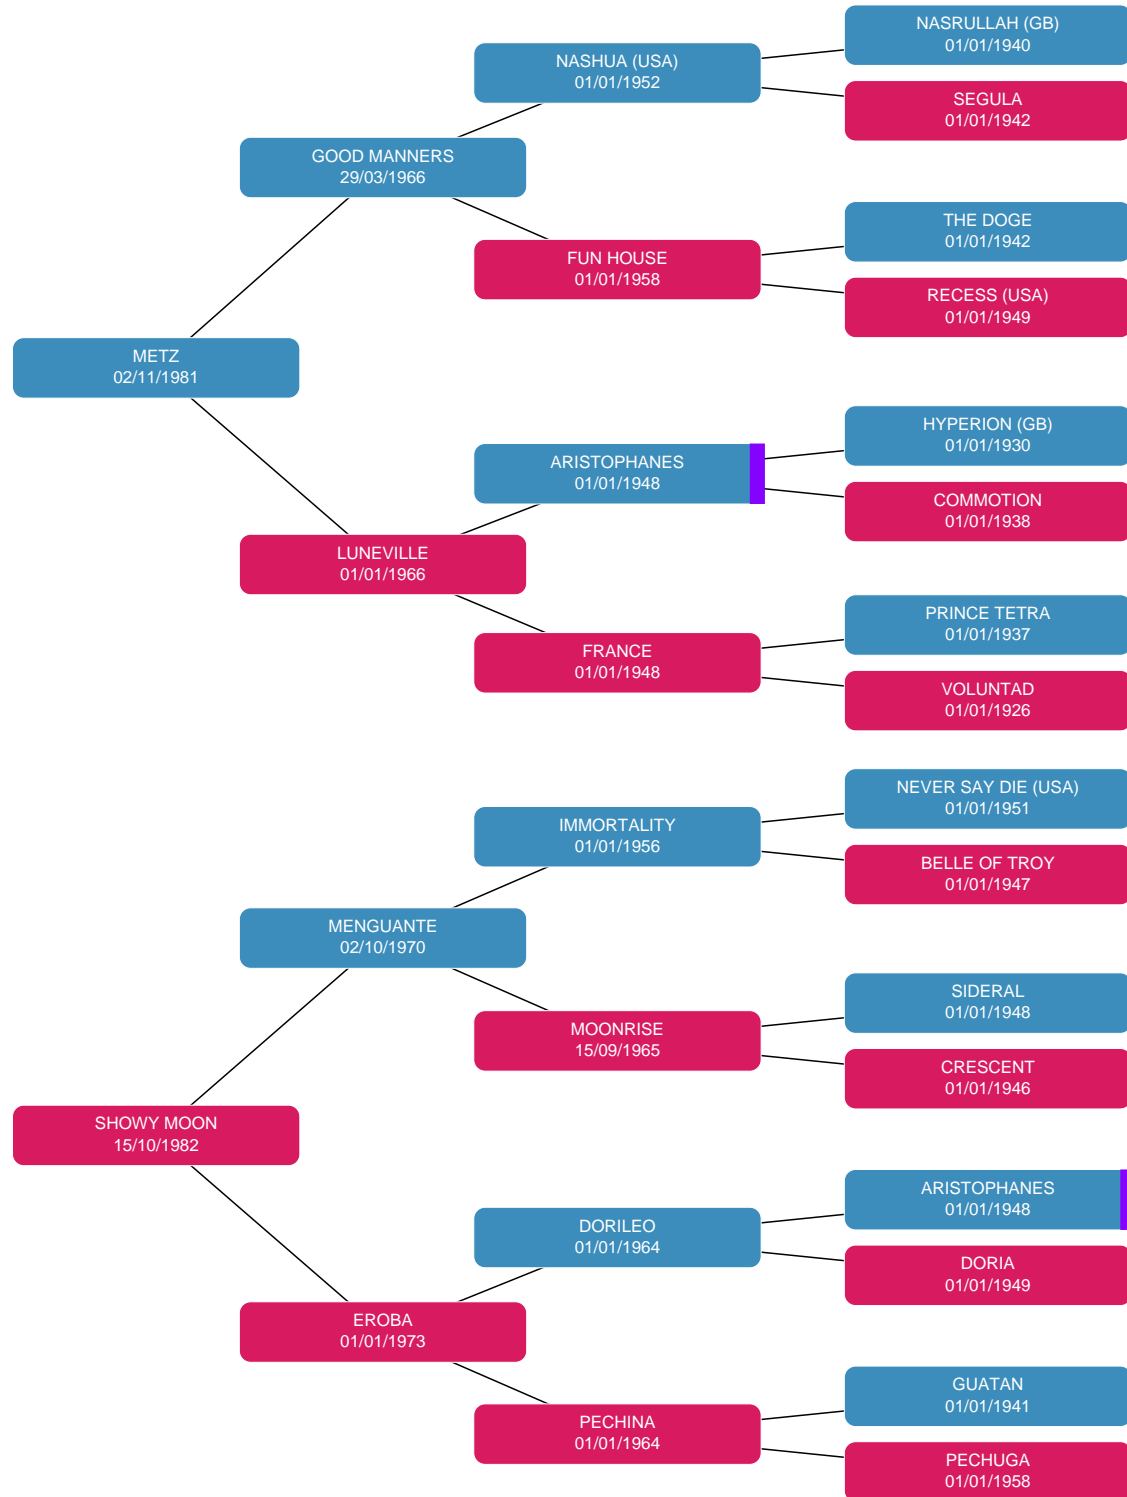 NASRULLAH (GB)
01/01/1940
NASHUA (USA)
01/01/1952
SEGULA
01/01/1942
GOOD MANNERS
29/03/1966
THE DOGE
01/01/1942
FUN HOUSE
01/01/1958
RECESS (USA)
01/01/1949
METZ
02/11/1981
HYPERION (GB)
01/01/1930
ARISTOPHANES
01/01/1948
COMMOTION
01/01/1938
LUNEVILLE
01/01/1966
PRINCE TETRA
01/01/1937
FRANCE
01/01/1948
VOLUNTAD
01/01/1926
NEVER SAY DIE (USA)
01/01/1951
IMMORTALITY
01/01/1956
BELLE OF TROY
01/01/1947
MENGUANTE
02/10/1970
SIDERAL
01/01/1948
MOONRISE
15/09/1965
CRESCENT
01/01/1946
SHOWY MOON
15/10/1982
ARISTOPHANES
01/01/1948
DORILEO
01/01/1964
DORIA
01/01/1949
EROBA
01/01/1973
GUATAN
01/01/1941
PECHINA
01/01/1964
PECHUGA
01/01/1958